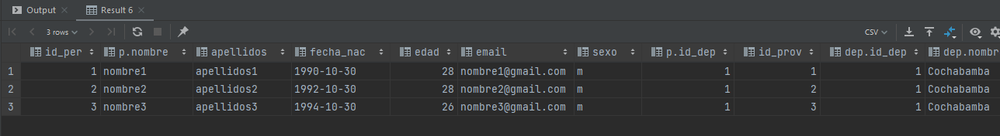 Output Result 6
3 rows CSV
id_per p.nombre apellidos fecha_nac edad email sexo p.id_dep id_prov dep.id_dep dep.nombre
1 1 nombre1 apellidos1 1990-10-30 28 nombre1@gmail.com m 1 1 1 Cochabamba
2 2 nombre2 apellidos2 1992-10-30 28 nombre2@gmail.com m 1 2 1 Cochabamba
3 3 nombre3 apellidos3 1994-10-30 26 nombre3@gmail.com m 1 3 1 Cochabamba